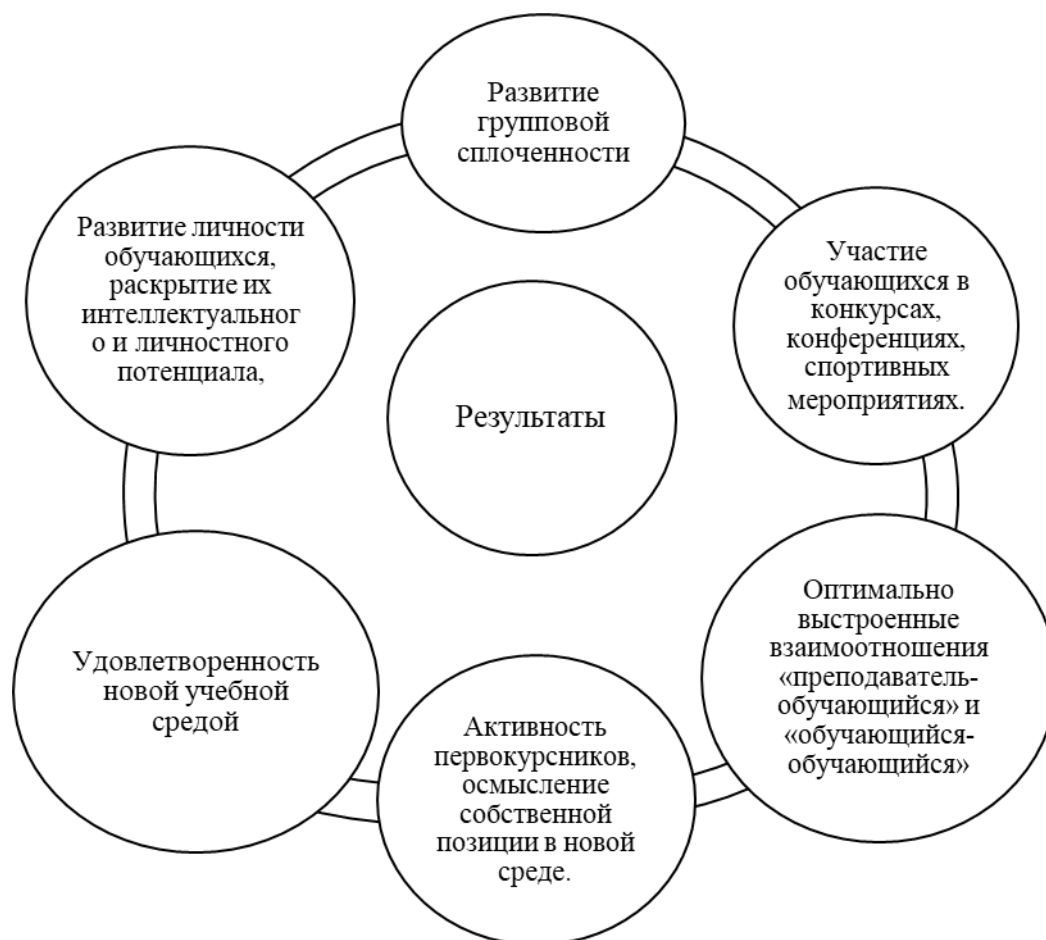 Развитие
групповой
сплоченности
Участие
обучающихся в
конкурсах,
конференциях,
спортивных
мероприятиях.
Оптимально
выстроенные
взаимоотношения
«преподаватель-
обучающийся» и
«обучающийся-
обучающийся»
Активность
первокурсников,
осмысление
собственной
позиции в новой
среде.
Удовлетворенность
новой учебной
средой
Развитие личности
обучающихся,
раскрытие их
интеллектуальног
о и личностного
потенциала,
Результаты